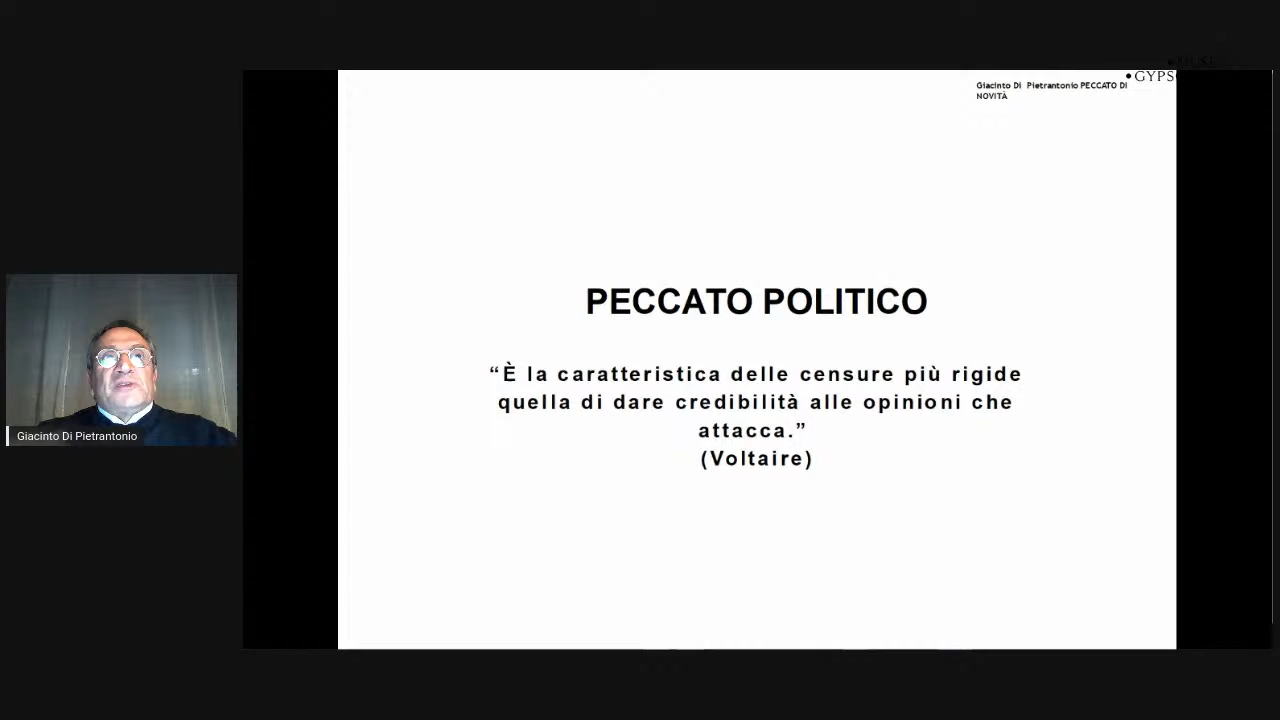 GYPS
Giacinto Di Pietrantonio PECCATO DI
NOVITÀ
PECCATO POLITICO
“È la caratteristica delle censure più rigide
quella di dare credibilità alle opinioni che
attacca.”
(Voltaire)
Giacinto Di Pietrantonio